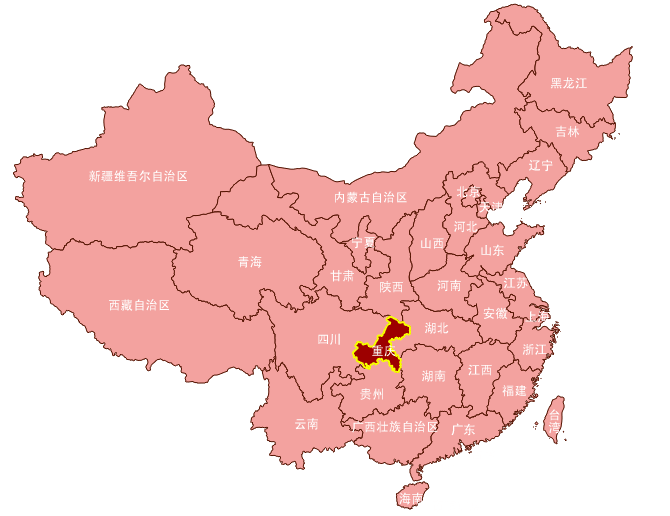 黑龙江
吉林
辽宁
新疆维吾尔自治区
北京
内蒙古自治区
天津
河北
宁夏
山西
山东
青海
甘肃
陕西
河南
江苏
西藏自治区
安徽
上海
湖北
四川
重庆
浙江
江西
湖南
福建
贵州
台湾
云南
广西壮族自治区
广东
海南